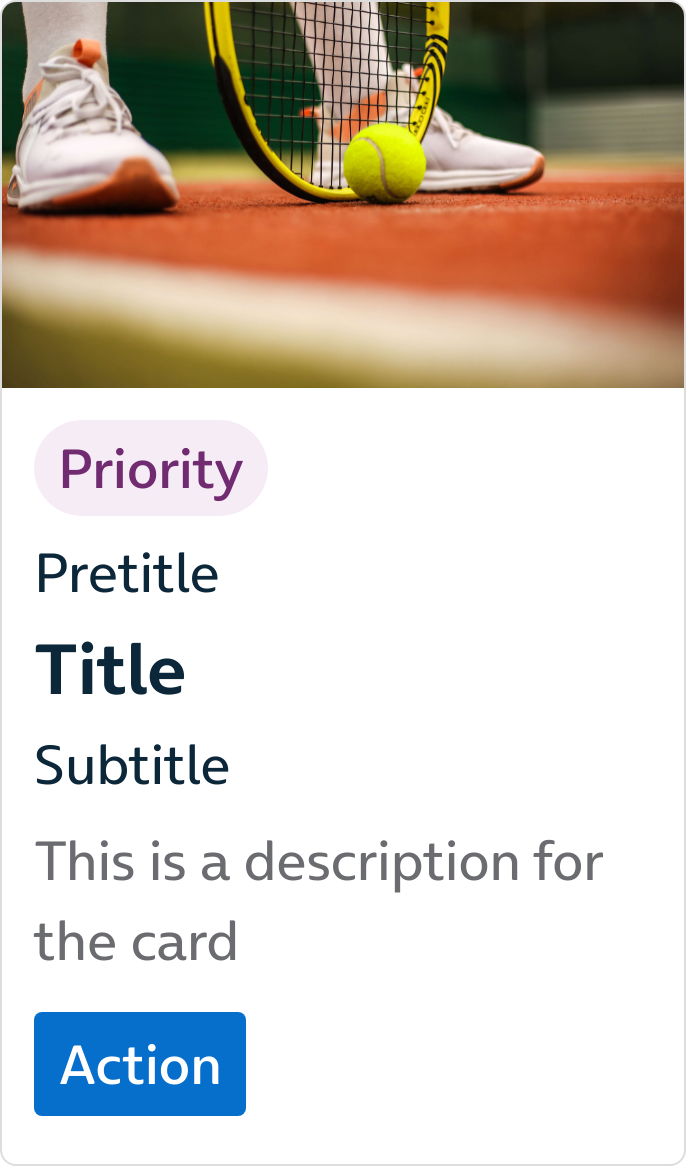 Priority
Pretitle
Title
Subtitle
This is a description for
the card
Action